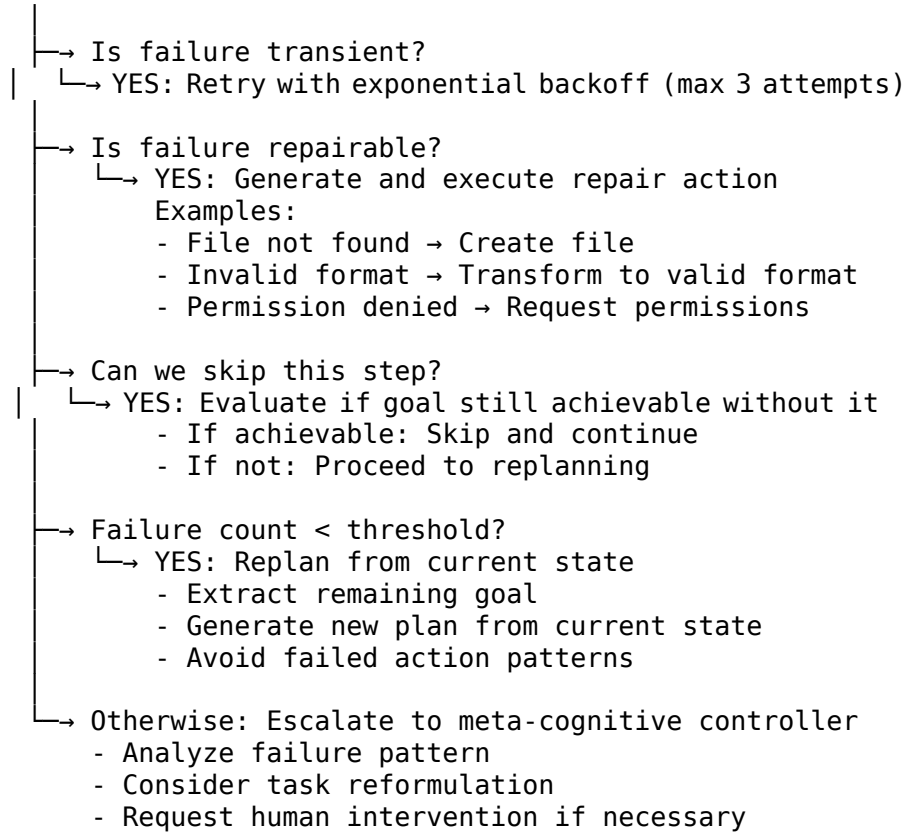 │
├─→ Is failure transient?
│   └─→ YES: Retry with exponential backoff (max 3 attempts)
│
├─→ Is failure repairable?
│   └─→ YES: Generate and execute repair action
│       Examples:
│       - File not found → Create file
│       - Invalid format → Transform to valid format
│       - Permission denied → Request permissions
│
├─→ Can we skip this step?
│   └─→ YES: Evaluate if goal still achievable without it
│       - If achievable: Skip and continue
│       - If not: Proceed to replanning
│
├─→ Failure count < threshold?
│   └─→ YES: Replan from current state
│       - Extract remaining goal
│       - Generate new plan from current state
│       - Avoid failed action patterns
│
└─→ Otherwise: Escalate to meta-cognitive controller
    - Analyze failure pattern
    - Consider task reformulation
    - Request human intervention if necessary